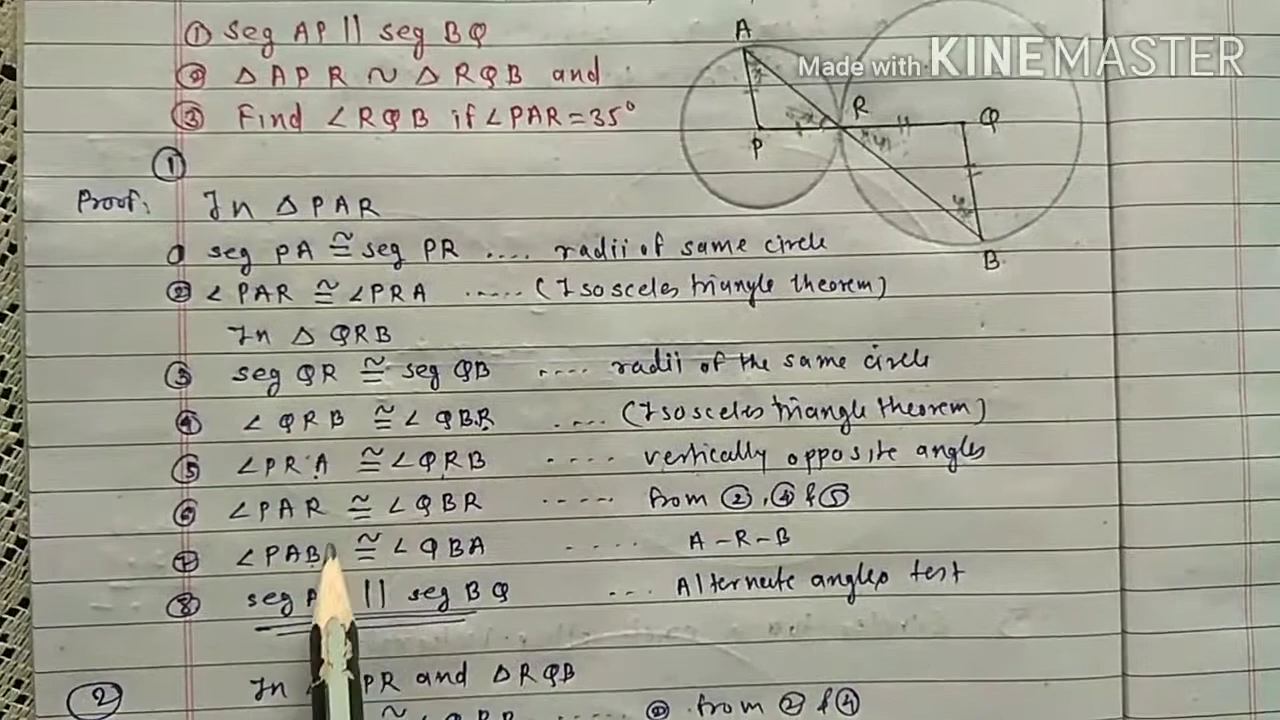 ① seg AP || seg BQ
② △APR ~ △RQB and
③ Find ∠RQB if ∠PAR = 35°
Made with KINEMASTER
A
R
P
Q
B
①
Proof: In △PAR
① seg PA ≅ seg PR .... radii of same circle
② ∠PAR ≅ ∠PRA ..... (Isosceles triangle theorem)
In △ QRB
③ seg QR ≅ seg QB .... radii of the same circle
④ ∠QRB ≅ ∠QBR .... (Isosceles triangle theorem)
⑤ ∠PRA ≅ ∠QRB .... vertically opposite angles
⑥ ∠PAR ≅ ∠QBR ..... from ②, ④ & ⑤
⑦ ∠PAB ≅ ∠QBA .... A-R-B
⑧ seg || seg BQ ... Alternate angles test
② In PR and △RQB
≅ ..... from ② & ④